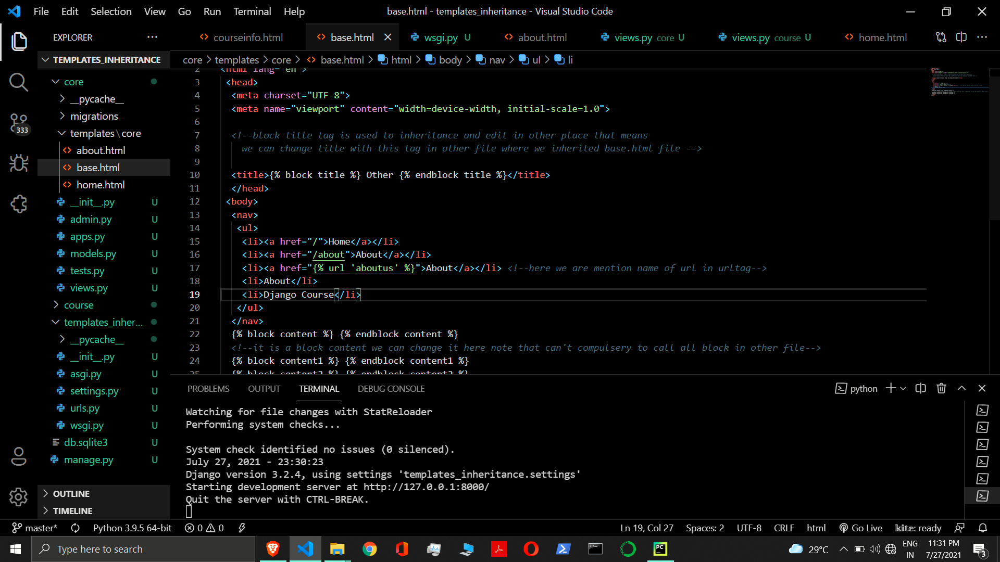 File Edit Selection View Go Run Terminal Help
base.html - templates_inheritance - Visual Studio Code
EXPLORER
courseinfo.html base.html wsgi.py U about.html views.py core U views.py course U home.html
TEMPLATES_INHERITANCE
core > templates > core > base.html > html > body > nav > ul > li
core
__pycache__
migrations
templates\core
about.html
base.html
home.html
__init__.py U
admin.py U
apps.py U
models.py U
tests.py U
views.py U
course
templates_inher...
__pycache__
__init__.py U
asgi.py U
settings.py U
urls.py U
wsgi.py U
db.sqlite3 U
manage.py U
OUTLINE
TIMELINE
333
2 <html lang="en">
3 <head>
4 <meta charset="UTF-8">
5 <meta name="viewport" content="width=device-width, initial-scale=1.0">
6
7 <!--block title tag is used to inheritance and edit in other place that means
8 we can change title with this tag in other file where we inherited base.html file -->
9
10 <title>{% block title %} Other {% endblock title %}</title>
11 </head>
12 <body>
13 <nav>
14 <ul>
15 <li><a href="/">Home</a></li>
16 <li><a href="/about">About</a></li>
17 <li><a href="{% url 'aboutus' %}">About</a></li> <!--here we are mention name of url in urltag-->
18 <li>About</li>
19 <li>Django Course</li>
20 </ul>
21 </nav>
22 {% block content %} {% endblock content %}
23 <!--it is a block content we can change it here note that can't compulsery to call all block in other file-->
24 {% block content1 %} {% endblock content1 %}
25 {% block content2 %} {% endblock content2 %}
PROBLEMS OUTPUT TERMINAL DEBUG CONSOLE
python
Watching for file changes with StatReloader
Performing system checks...
System check identified no issues (0 silenced).
July 27, 2021 - 23:30:23
Django version 3.2.4, using settings 'templates_inheritance.settings'
Starting development server at http://127.0.0.1:8000/
Quit the server with CTRL-BREAK.
master* Python 3.9.5 64-bit 0 0 Ln 19, Col 27 Spaces: 2 UTF-8 CRLF html Go Live kite: ready
Type here to search
PC
29°C
ENG
IN
11:31 PM
7/27/2021
3